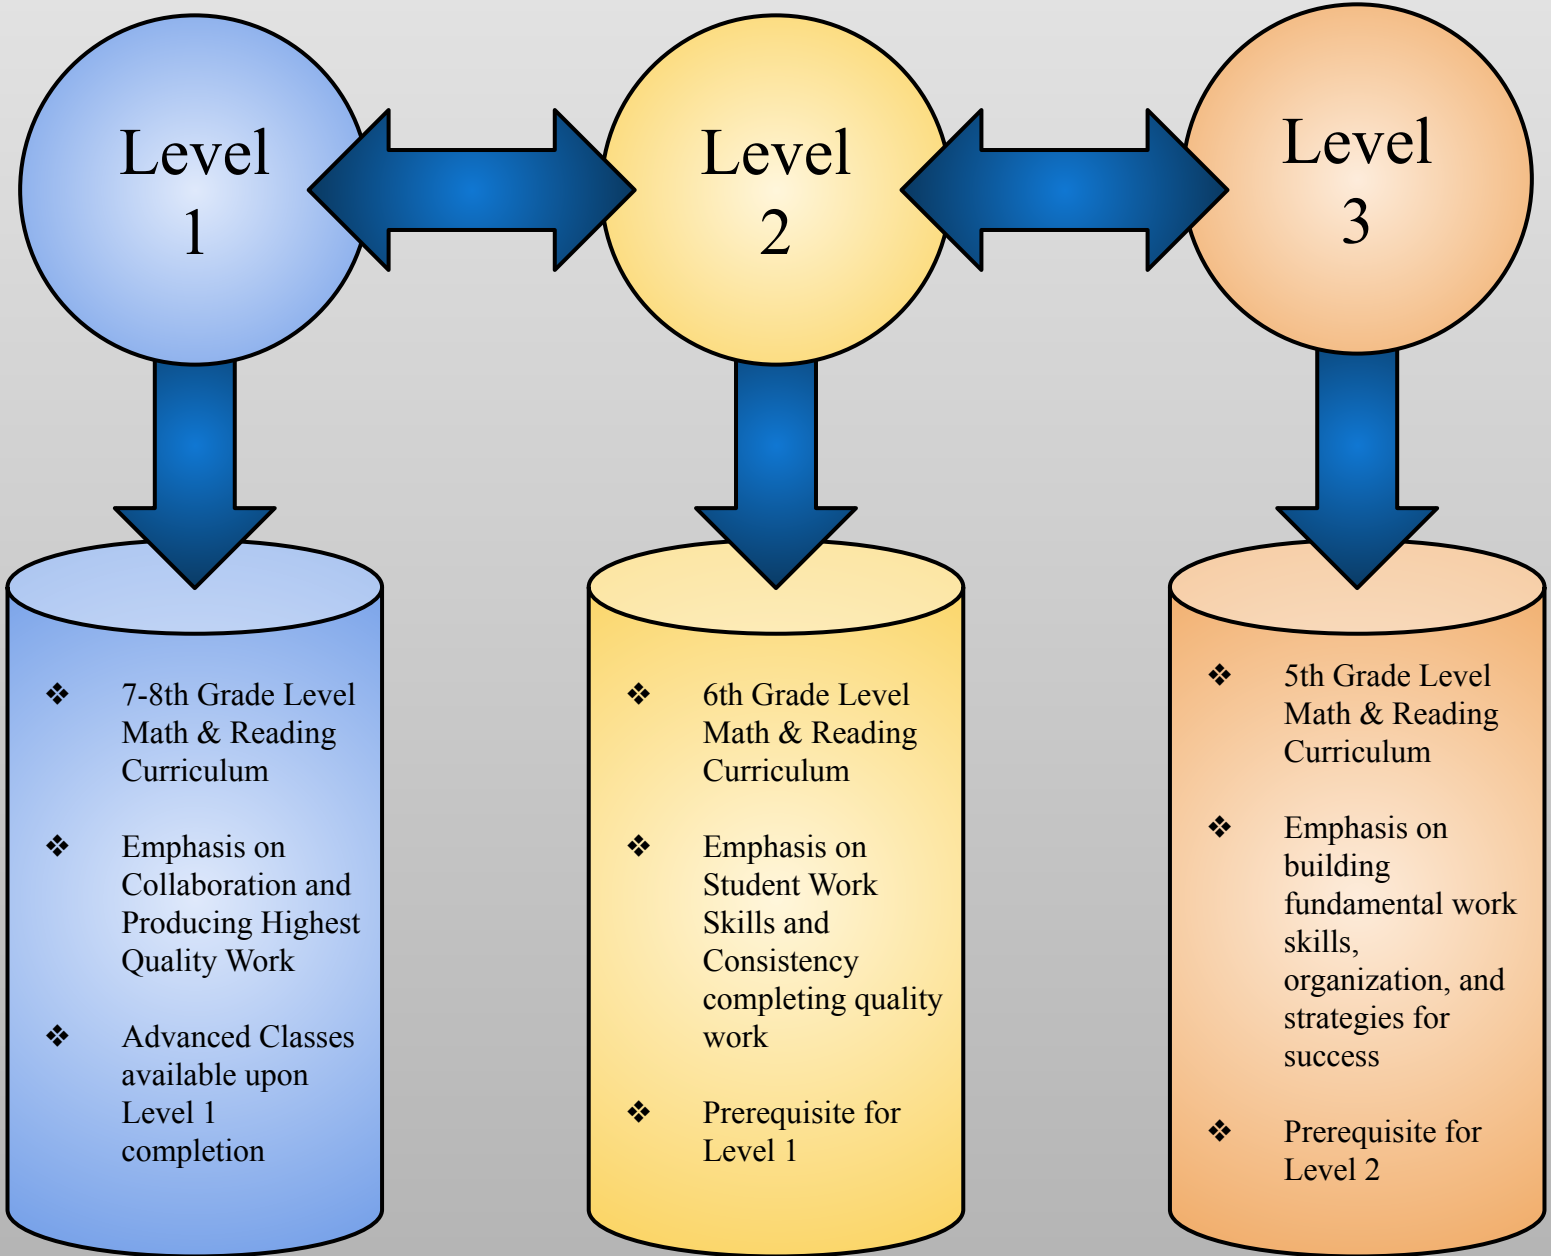 Level
1
Level
2
Level
3
❖ 7-8th Grade Level
Math & Reading
Curriculum
❖ Emphasis on
Collaboration and
Producing Highest
Quality Work
❖ Advanced Classes
available upon
Level 1
completion
❖ 6th Grade Level
Math & Reading
Curriculum
❖ Emphasis on
Student Work
Skills and
Consistency
completing quality
work
❖ Prerequisite for
Level 1
❖ 5th Grade Level
Math & Reading
Curriculum
❖ Emphasis on
building
fundamental work
skills,
organization, and
strategies for
success
❖ Prerequisite for
Level 2